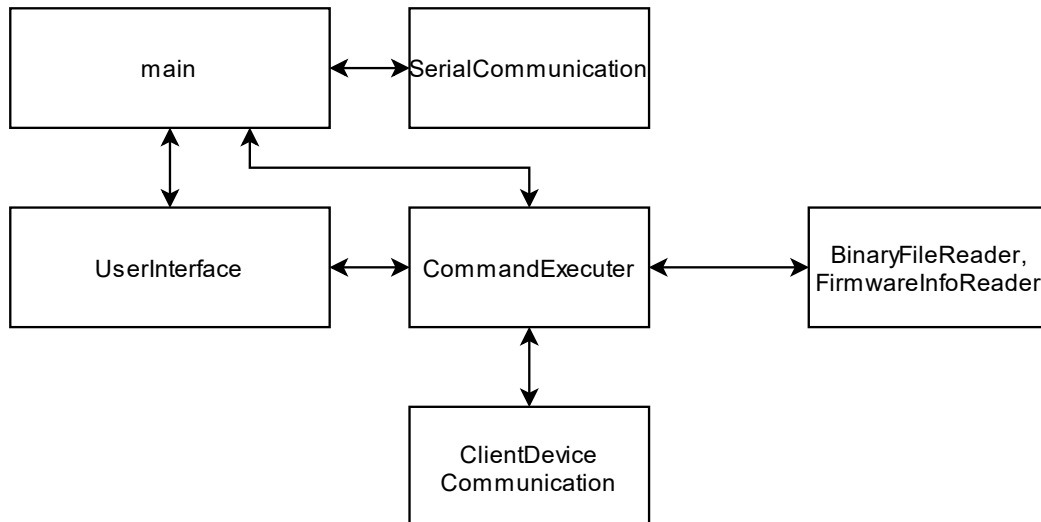 main
SerialCommunication
UserInterface
CommandExecuter
BinaryFileReader,
FirmwareInfoReader
ClientDevice
Communication